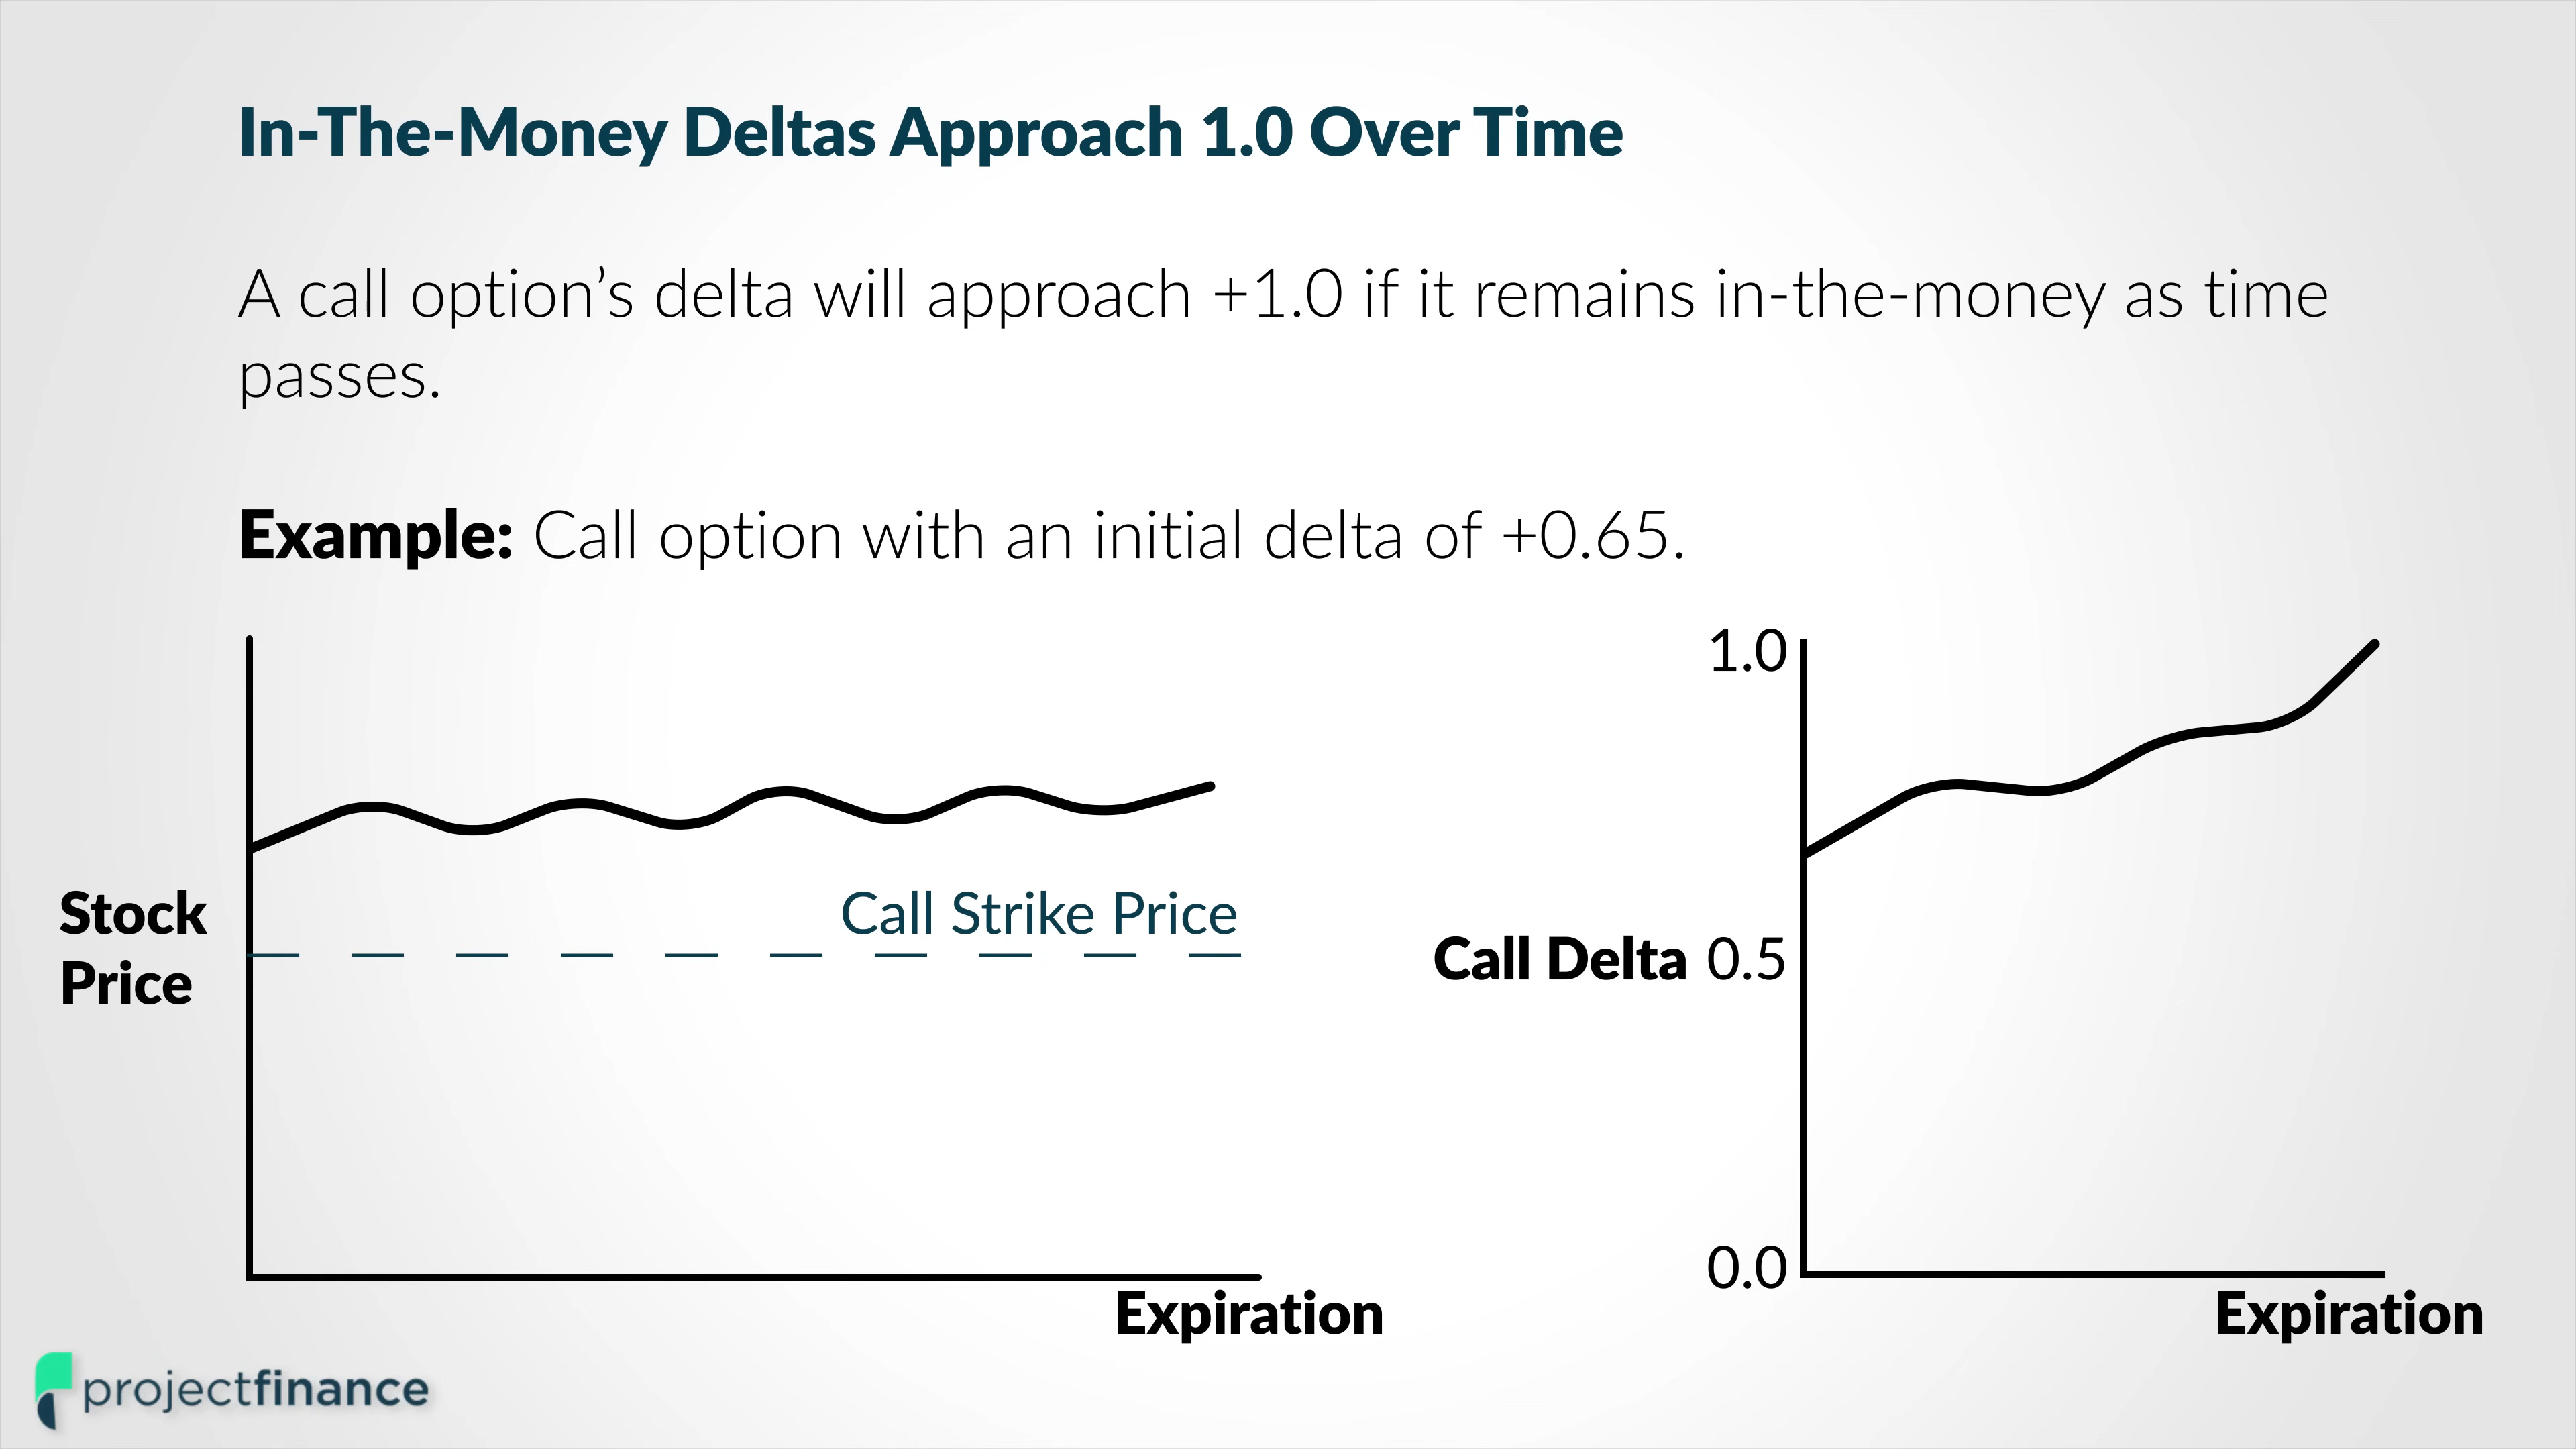 In-The-Money Deltas Approach 1.0 Over Time
A call option’s delta will approach +1.0 if it remains in-the-money as time
passes.
Example: Call option with an initial delta of +0.65.
Stock
Price
Call Strike Price
Expiration
1.0
Call Delta 0.5
0.0
Expiration
projectfinance